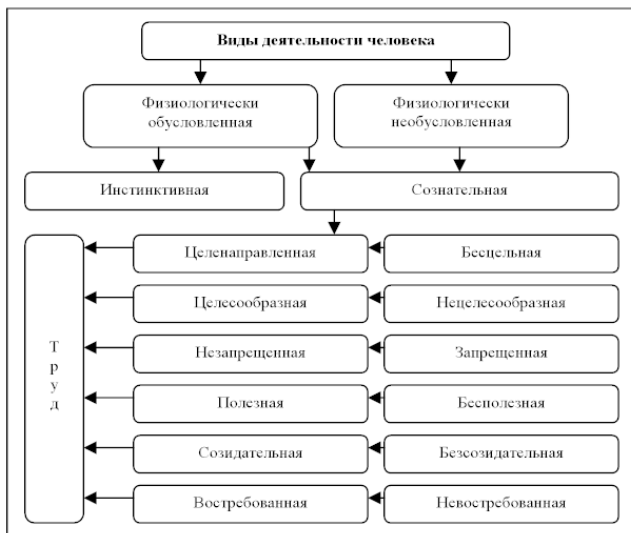 Виды деятельности человека
Физиологически
обусловленная
Физиологически
необусловленная
Инстинктивная
Сознательная
Труд
Целенаправленная
Бесцельная
Целесообразная
Нецелесообразная
Незапрещенная
Запрещенная
Полезная
Бесполезная
Созидательная
Безсозидательная
Востребованная
Невостребованная